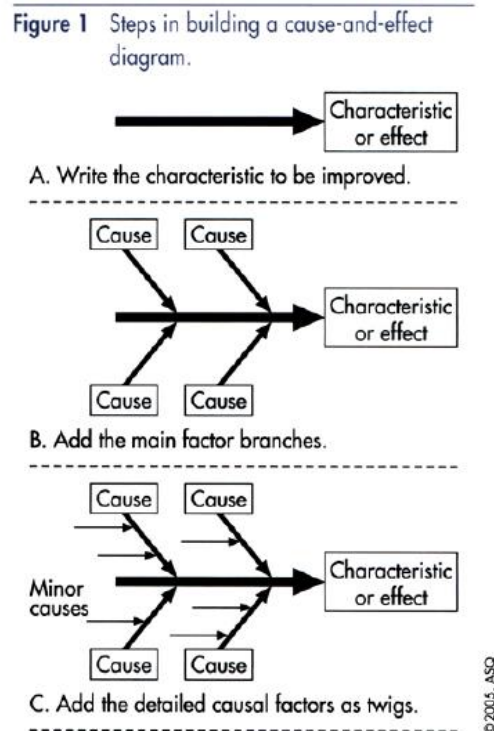 Figure 1 Steps in building a cause-and-effect
diagram.
Characteristic
or effect
A. Write the characteristic to be improved.
Cause Cause
Characteristic
or effect
Cause Cause
B. Add the main factor branches.
Cause Cause
Characteristic
or effect
Minor
causes
Cause Cause
C. Add the detailed causal factors as twigs.
©2005, ASQ